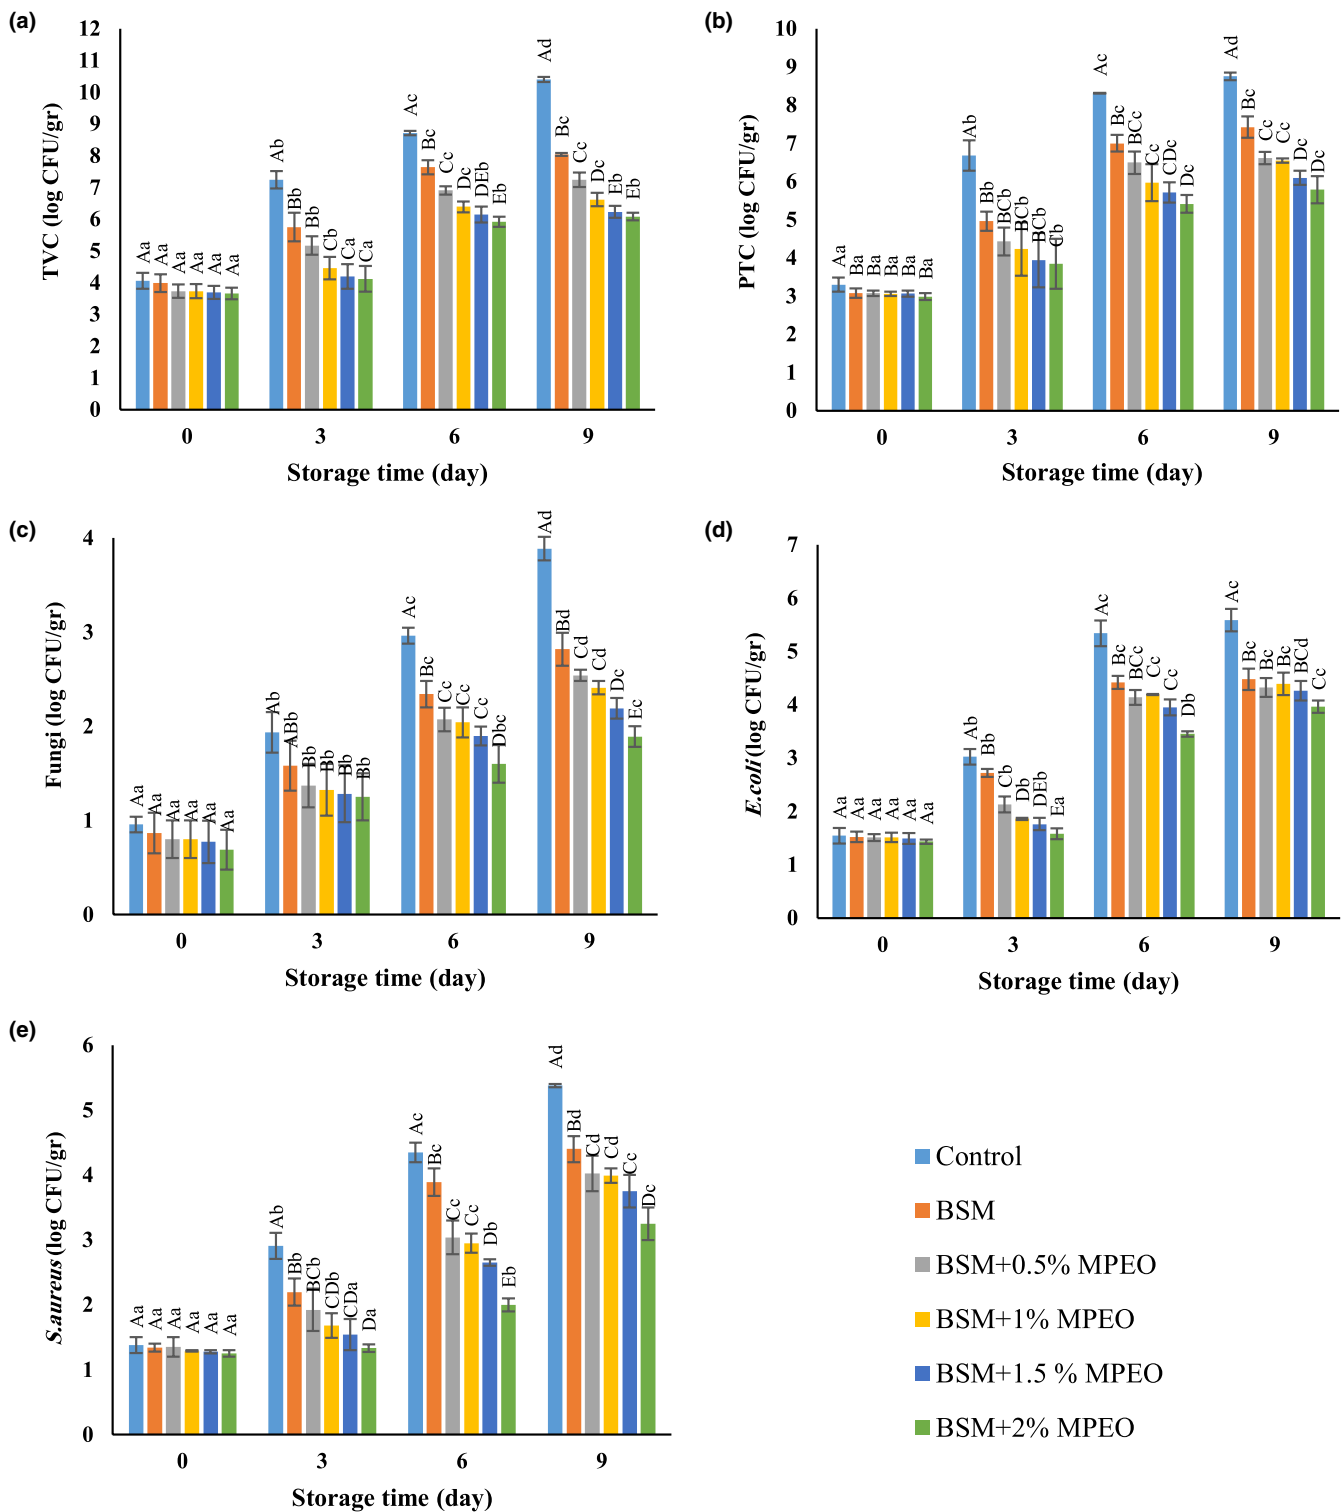 (a)
TVC (log CFU/gr)
12
11
10
9
8
7
6
5
4
3
2
1
0
Aa Aa Aa Aa Aa Aa
Ab Bb Bb Cb Ca Ca
Ac Bc Cc Dc DEb Eb
Ad Bc Cc Dc Eb Eb
0 3 6 9
Storage time (day)
(b)
PTC (log CFU/gr)
10
9
8
7
6
5
4
3
2
1
0
Aa Ba Ba Ba Ba Ba
Ab Bb BCb BCb BCb Cb
Ac Bc BCc Cc CDc Dc
Ad Bc Cc Cc Dc Dc
0 3 6 9
Storage time (day)
(c)
Fungi (log CFU/gr)
4
3
2
1
0
Aa Aa Aa Aa Aa Aa
Ab ABb Bb Bb Bb Bb
Ac Bc Cc Cc Cc Dbc
Ad Bd Cd Cd Dc Ec
0 3 6 9
Storage time (day)
(d)
E.coli (log CFU/gr)
7
6
5
4
3
2
1
0
Aa Aa Aa Aa Aa Aa
Ab Bb Cb Db DEb Ea
Ac Bc BCc Cc Cc Db
Ac Bc Bc Bc BCd Cc
0 3 6 9
Storage time (day)
(e)
S.aureus (log CFU/gr)
6
5
4
3
2
1
0
Aa Aa Aa Aa Aa Aa
Ab Bb BCb CDb CDa Da
Ac Bc Cc Cc Db Eb
Ad Bd Cd Cd Cc Dc
0 3 6 9
Storage time (day)
Control
BSM
BSM+0.5% MPEO
BSM+1% MPEO
BSM+1.5 % MPEO
BSM+2% MPEO